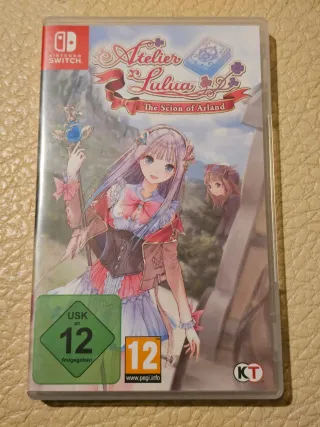 NINTENDO
SWITCH
Atelier
Lulua
The Scion of Arland
USK
ab
12
freigegeben
12
www.pegi.info
KT